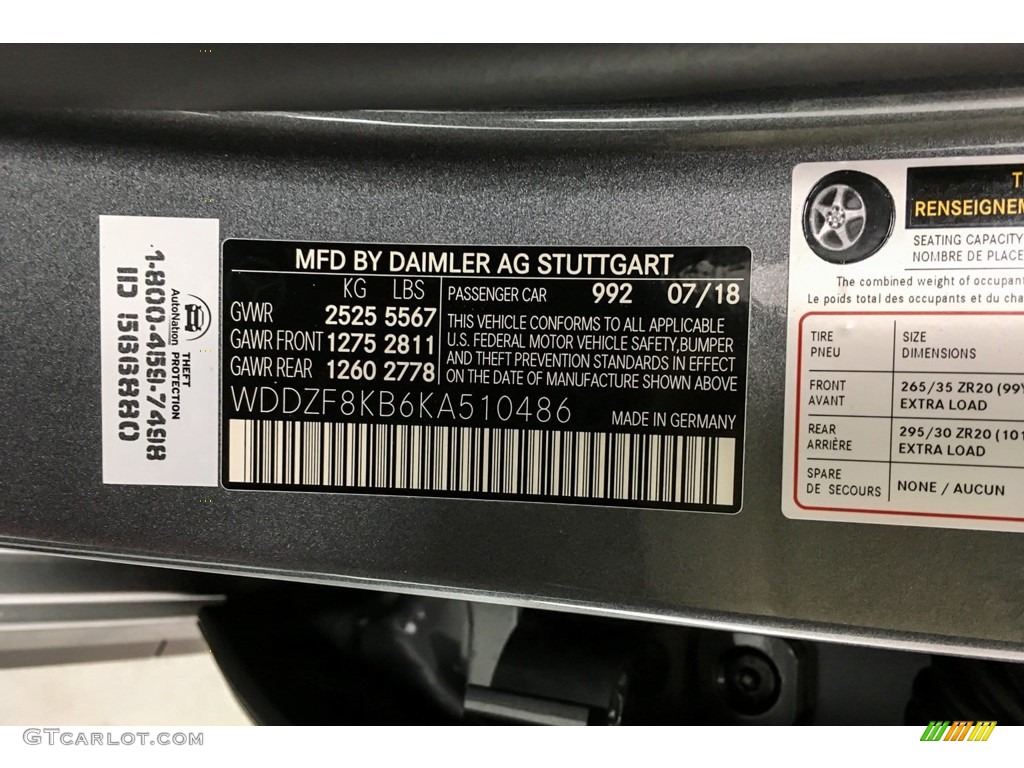 1-800-459-7498
AutoNation
THEFT
PROTECTION
MFD BY DAIMLER AG STUTTGART
KG LBS
GVWR 2525 5567
GAWR FRONT 1275 2811
GAWR REAR 1260 2778
PASSENGER CAR 992 07/18
THIS VEHICLE CONFORMS TO ALL APPLICABLE
U.S. FEDERAL MOTOR VEHICLE SAFETY,BUMPER
AND THEFT PREVENTION STANDARDS IN EFFECT
ON THE DATE OF MANUFACTURE SHOWN ABOVE
WDDZF8KB6KA510486
MADE IN GERMANY
RENSEIGNEM
SEATING CAPACITY
NOMBRE DE PLACE
The combined weight of occupant
Le poids total des occupants et du cha
TIRE SIZE
PNEU DIMENSIONS
FRONT 265/35 ZR20 (99Y
AVANT EXTRA LOAD
REAR 295/30 ZR20 (101
ARRIÈRE EXTRA LOAD
SPARE NONE / AUCUN
DE SECOURS
GTCARLOT.COM